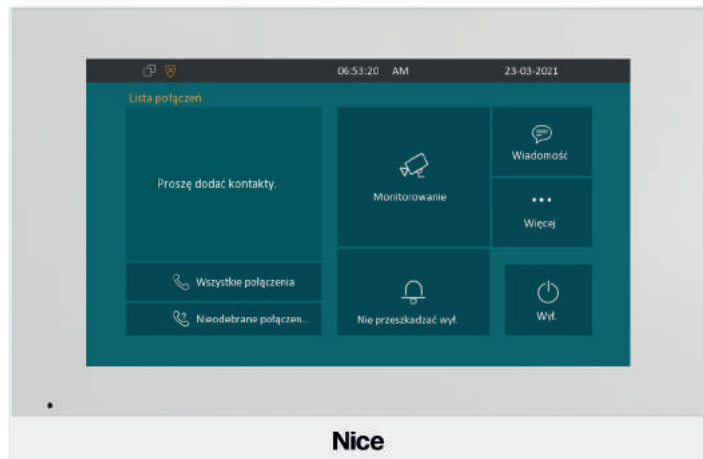 06:53:20 AM 23-03-2021
Lista połączeń
Proszę dodać kontakty.
Monitorowanie
Wiadomość
Więcej
Wszystkie połączenia
Nieodebrane połączen...
Nie przeszkadzać wył.
Wył.
Nice